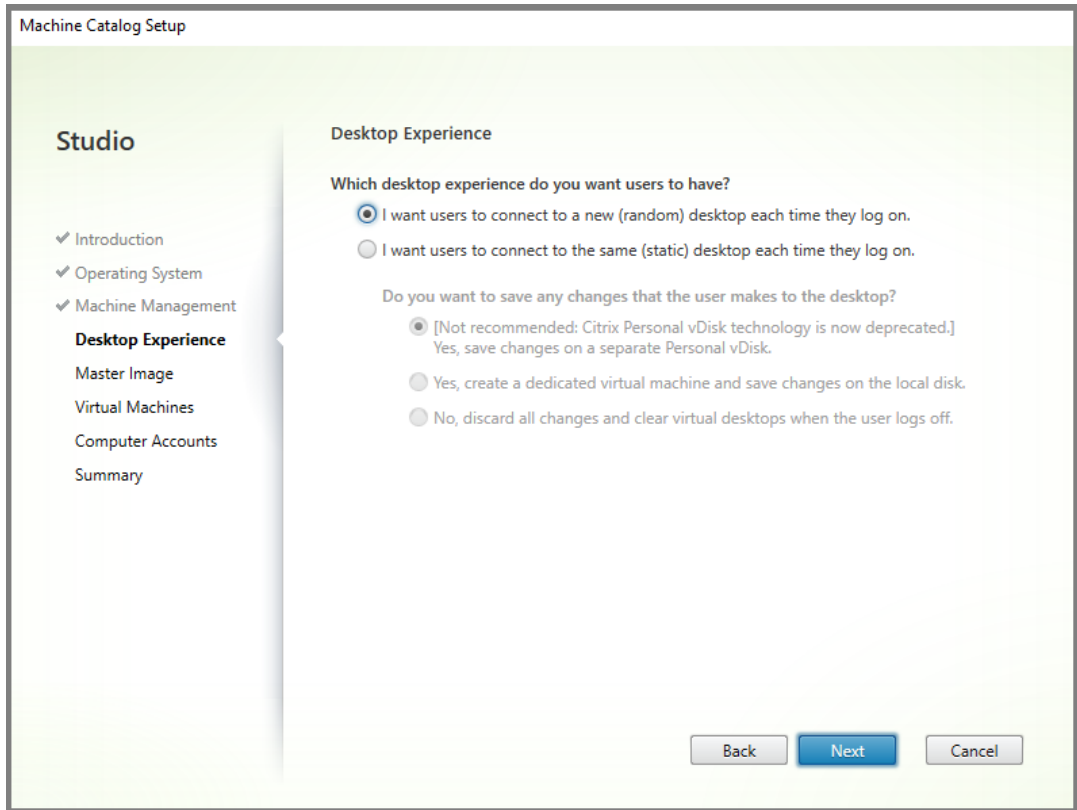 Machine Catalog Setup
Studio
Introduction
Operating System
Machine Management
Desktop Experience
Master Image
Virtual Machines
Computer Accounts
Summary
Desktop Experience
Which desktop experience do you want users to have?
I want users to connect to a new (random) desktop each time they log on.
I want users to connect to the same (static) desktop each time they log on.
Do you want to save any changes that the user makes to the desktop?
[Not recommended: Citrix Personal vDisk technology is now deprecated.]
Yes, save changes on a separate Personal vDisk.
Yes, create a dedicated virtual machine and save changes on the local disk.
No, discard all changes and clear virtual desktops when the user logs off.
Back
Next
Cancel